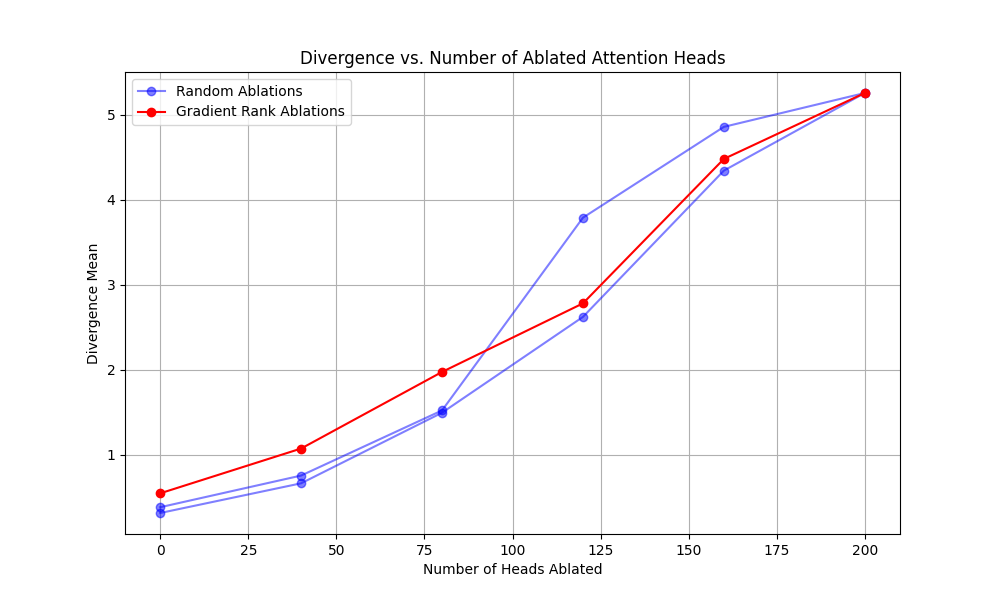 Divergence vs. Number of Ablated Attention Heads
Random Ablations
Gradient Rank Ablations
5
4
3
2
1
Divergence Mean
0 25 50 75 100 125 150 175 200
Number of Heads Ablated